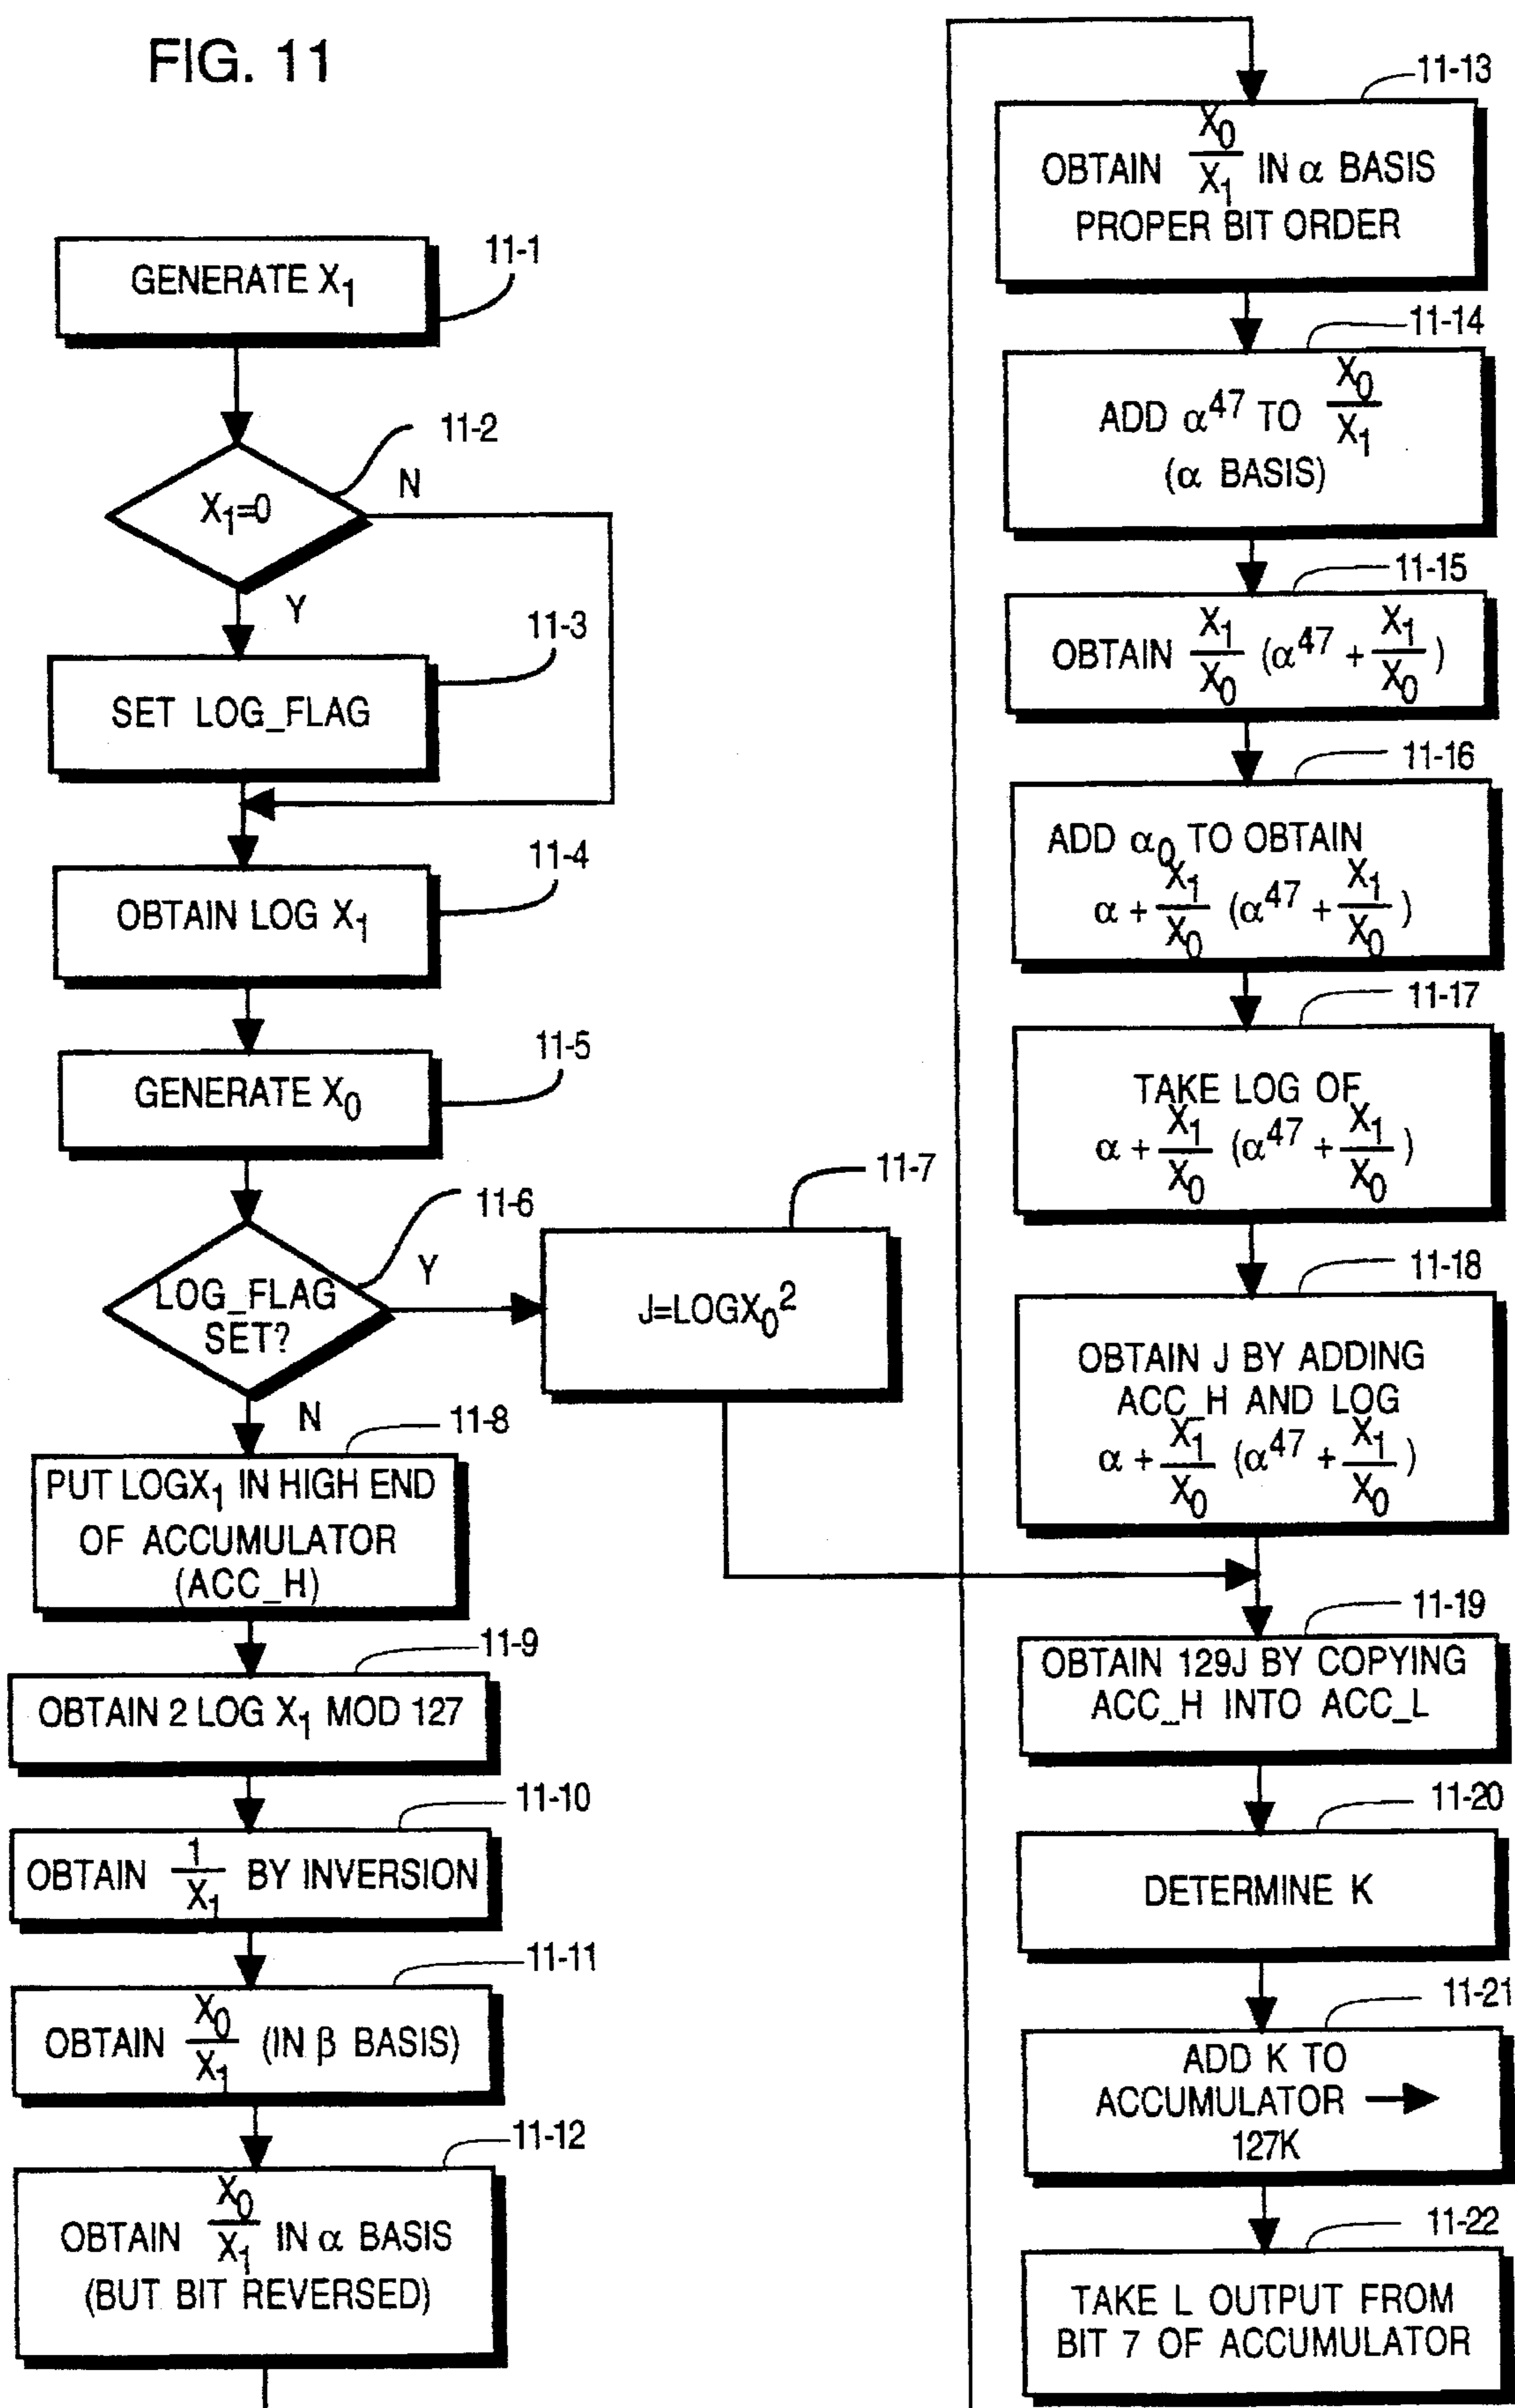 FIG. 11
11-1
GENERATE X₁
11-2
X₁=0
N
Y
11-3
SET LOG_FLAG
11-4
OBTAIN LOG X₁
11-5
GENERATE X₀
11-6
LOG_FLAG
SET?
Y
N
11-7
J=LOGX₀²
11-8
PUT LOGX₁ IN HIGH END
OF ACCUMULATOR
(ACC_H)
11-9
OBTAIN 2 LOG X₁ MOD 127
11-10
OBTAIN 1/X₁ BY INVERSION
11-11
OBTAIN X₀/X₁ (IN β BASIS)
11-12
OBTAIN X₀/X₁ IN α BASIS
(BUT BIT REVERSED)
11-13
OBTAIN X₀/X₁ IN α BASIS
PROPER BIT ORDER
11-14
ADD α⁴⁷ TO X₀/X₁
(α BASIS)
11-15
OBTAIN X₁/X₀ (α⁴⁷ + X₁/X₀)
11-16
ADD α₀ TO OBTAIN
α + X₁/X₀ (α⁴⁷ + X₁/X₀)
11-17
TAKE LOG OF
α + X₁/X₀ (α⁴⁷ + X₁/X₀)
11-18
OBTAIN J BY ADDING
ACC_H AND LOG
α + X₁/X₀ (α⁴⁷ + X₁/X₀)
11-19
OBTAIN 129J BY COPYING
ACC_H INTO ACC_L
11-20
DETERMINE K
11-21
ADD K TO
ACCUMULATOR →
127K
11-22
TAKE L OUTPUT FROM
BIT 7 OF ACCUMULATOR